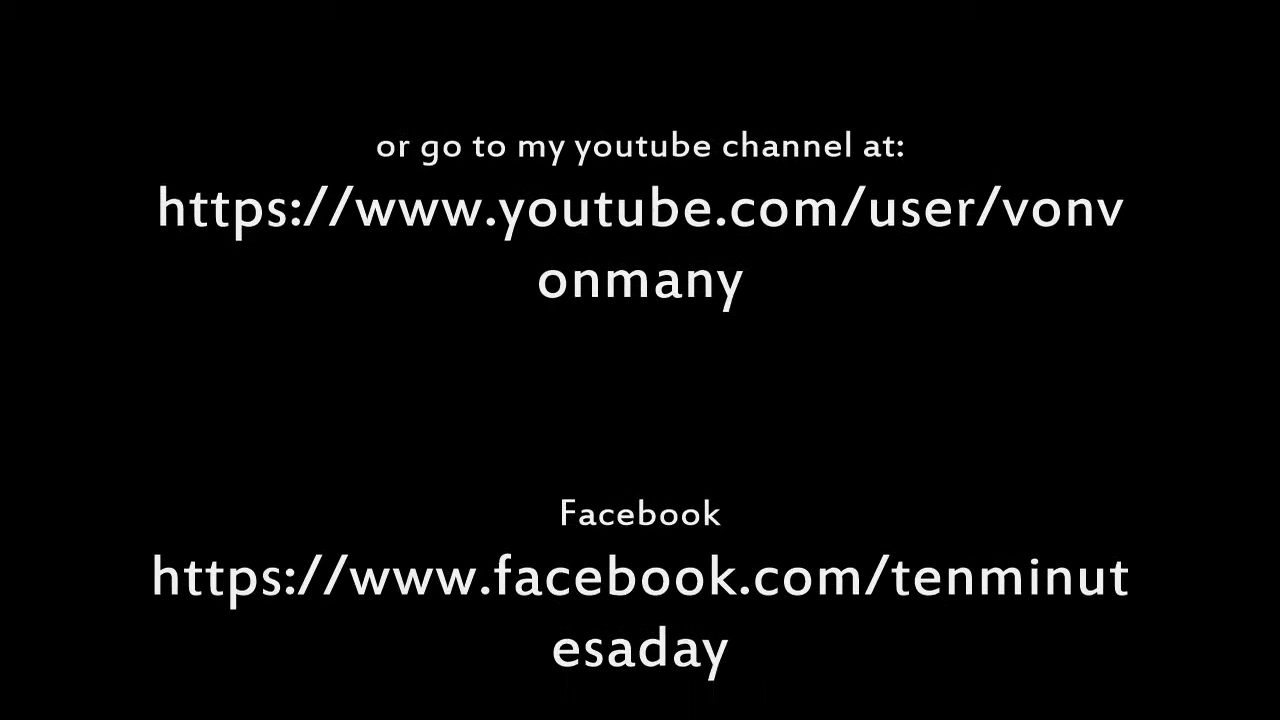 or go to my youtube channel at:
https://www.youtube.com/user/vonv
onmany
Facebook
https://www.facebook.com/tenminut
esaday